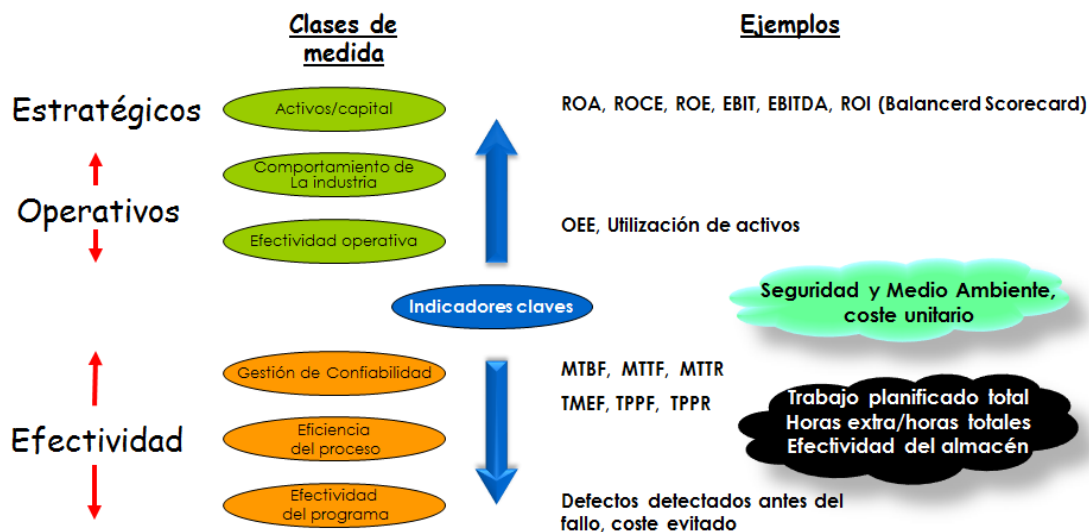 Clases de
medida
Ejemplos
Estratégicos
Activos/capital
ROA, ROCE, ROE, EBIT, EBITDA, ROI (Balancerd Scorecard)
Comportamiento de
La industria
Operativos
Efectividad operativa
OEE, Utilización de activos
Indicadores claves
Seguridad y Medio Ambiente,
coste unitario
Gestión de Confiabilidad
MTBF, MTTF, MTTR
TMEF, TPPF, TPPR
Trabajo planificado total
Horas extra/horas totales
Efectividad del almacén
Efectividad
Eficiencia
del proceso
Efectividad
del programa
Defectos detectados antes del
fallo, coste evitado